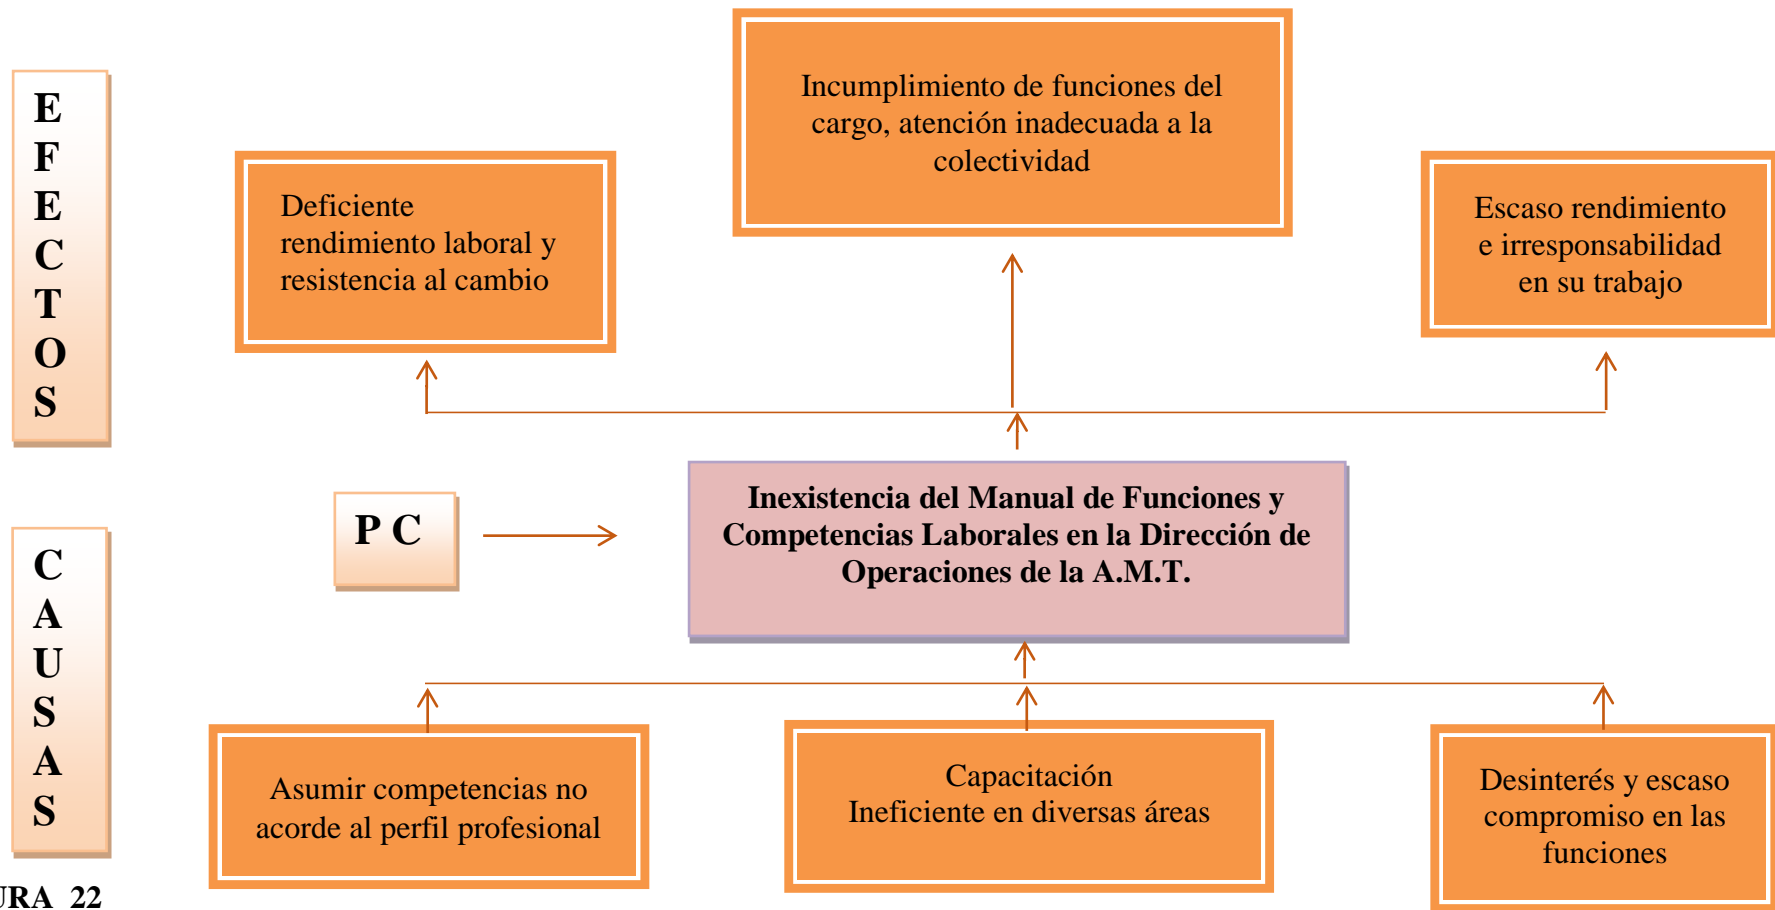 E
F
E
C
T
O
S
Incumplimiento de funciones del
cargo, atención inadecuada a la
colectividad
Deficiente
rendimiento laboral y
resistencia al cambio
Escaso rendimiento
e irresponsabilidad
en su trabajo
P C
Inexistencia del Manual de Funciones y
Competencias Laborales en la Dirección de
Operaciones de la A.M.T.
C
A
U
S
A
S
Asumir competencias no
acorde al perfil profesional
Capacitación
Ineficiente en diversas áreas
Desinterés y escaso
compromiso en las
funciones
URA 22